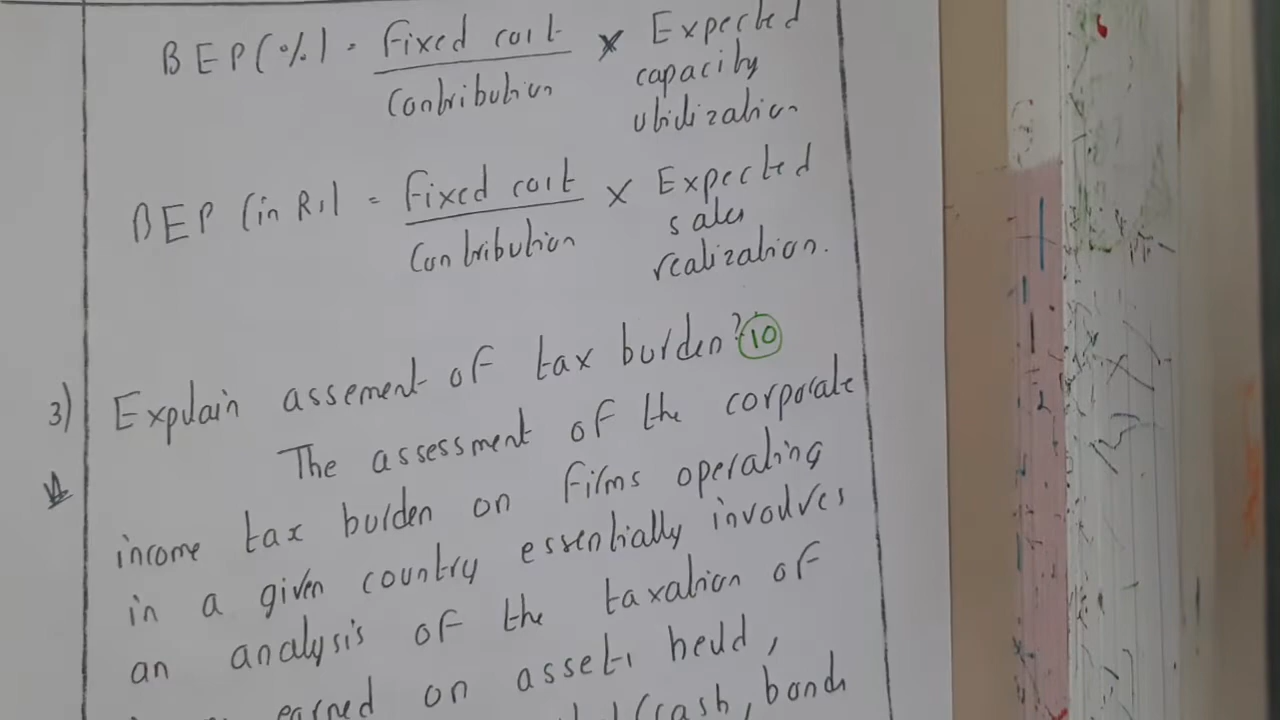 BEP(%) = Fixed cost / Contribution × Expected capacity utilization
BEP (in Rs) = Fixed cost / Contribution × Expected sales realization.
3) Explain assement of tax burden? 10
The assessment of the corporate
income tax burden on firms operating
in a given country essentially involves
an analysis of the taxation of
earned on assets held,
(cash, bonds